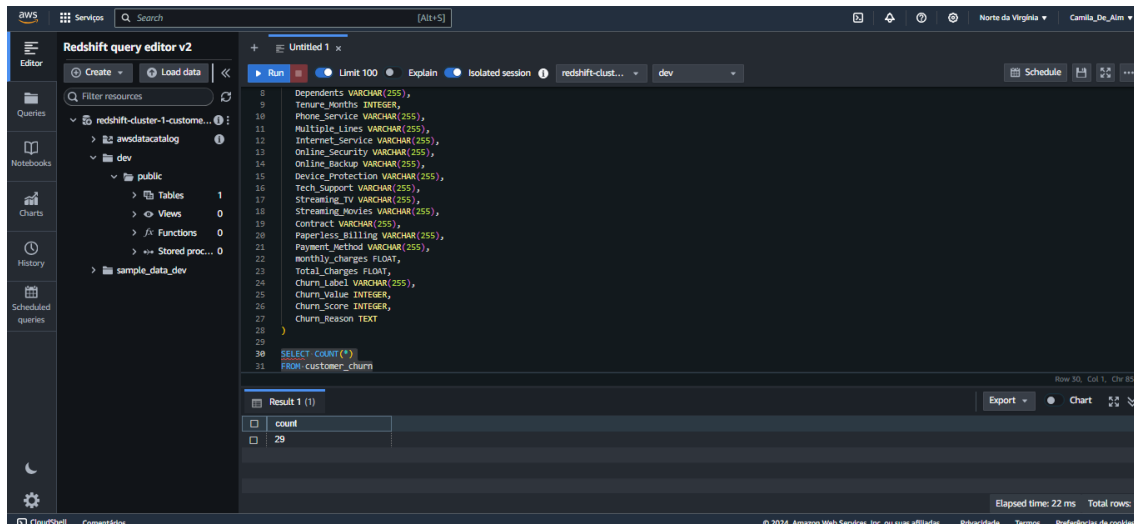 aws
Serviços
Search
[Alt+S]
Norte da Virgínia
Camila_De_Alm
Editor
Queries
Notebooks
Charts
History
Scheduled
queries
Redshift query editor v2
Create
Load data
Filter resources
redshift-cluster-1-custome...
awsdatacatalog
dev
public
Tables 1
Views 0
fx Functions 0
Stored proc... 0
sample_data_dev
+ Untitled 1 x
Run
Limit 100
Explain
Isolated session
redshift-clust...
dev
Schedule
8 Dependents VARCHAR(255),
9 Tenure_Months INTEGER,
10 Phone_Service VARCHAR(255),
11 Multiple_Lines VARCHAR(255),
12 Internet_Service VARCHAR(255),
13 Online_Security VARCHAR(255),
14 Online_Backup VARCHAR(255),
15 Device_Protection VARCHAR(255),
16 Tech_Support VARCHAR(255),
17 Streaming_TV VARCHAR(255),
18 Streaming_Movies VARCHAR(255),
19 Contract VARCHAR(255),
20 Paperless_Billing VARCHAR(255),
21 Payment_Method VARCHAR(255),
22 monthly_charges FLOAT,
23 Total_Charges FLOAT,
24 Churn_Label VARCHAR(255),
25 Churn_Value INTEGER,
26 Churn_Score INTEGER,
27 Churn_Reason TEXT
28 )
29
30 SELECT COUNT(*)
31 FROM customer_churn
Row 30, Col 1, Chr 85
Result 1 (1)
Export
Chart
count
29
Elapsed time: 22 ms Total rows:
CloudShell Comentários
© 2024, Amazon Web Services, Inc. ou suas afiliadas. Privacidade Termos Preferências de cookies